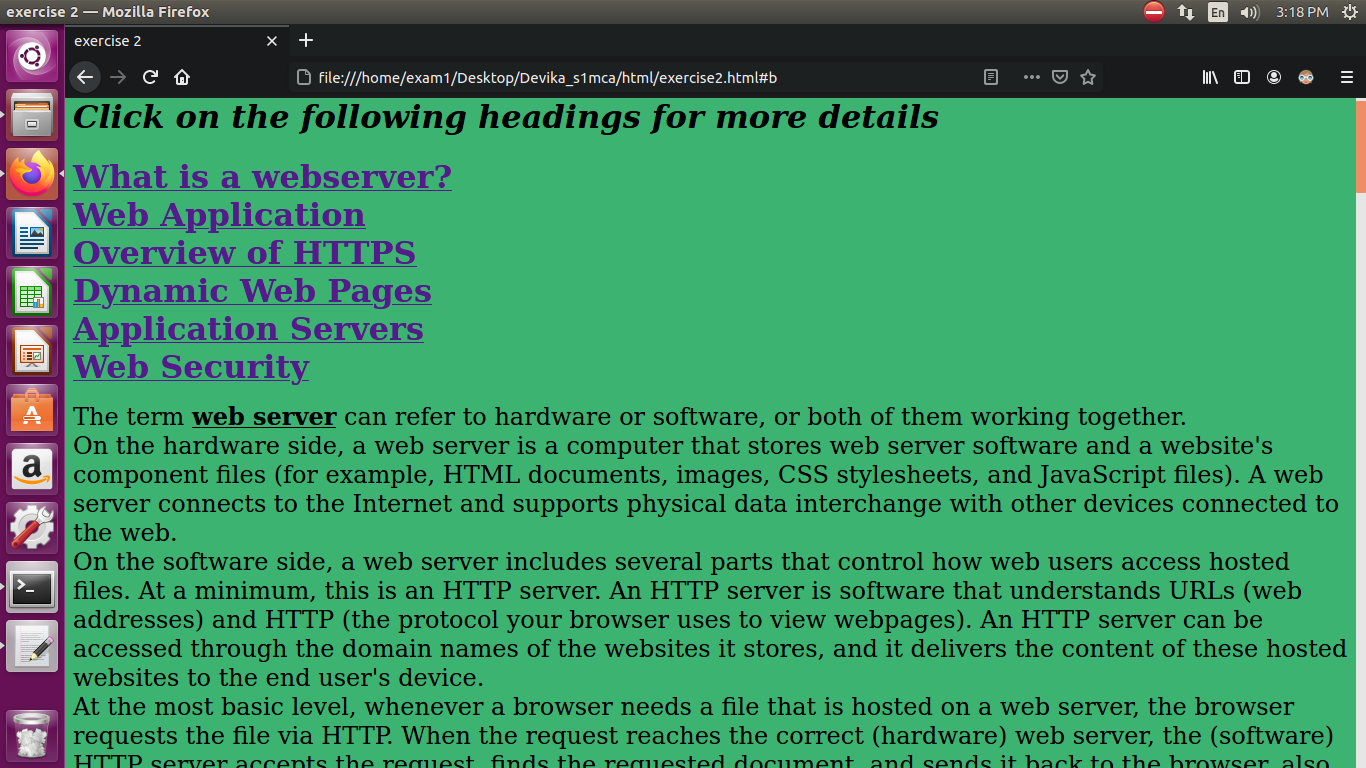 exercise 2 — Mozilla Firefox
En
3:18 PM
exercise 2
file:///home/exam1/Desktop/Devika_s1mca/html/exercise2.html#b
Click on the following headings for more details
What is a webserver?
Web Application
Overview of HTTPS
Dynamic Web Pages
Application Servers
Web Security
The term web server can refer to hardware or software, or both of them working together.
On the hardware side, a web server is a computer that stores web server software and a website's
component files (for example, HTML documents, images, CSS stylesheets, and JavaScript files). A web
server connects to the Internet and supports physical data interchange with other devices connected to
the web.
On the software side, a web server includes several parts that control how web users access hosted
files. At a minimum, this is an HTTP server. An HTTP server is software that understands URLs (web
addresses) and HTTP (the protocol your browser uses to view webpages). An HTTP server can be
accessed through the domain names of the websites it stores, and it delivers the content of these hosted
websites to the end user's device.
At the most basic level, whenever a browser needs a file that is hosted on a web server, the browser
requests the file via HTTP. When the request reaches the correct (hardware) web server, the (software)
HTTP server accepts the request, finds the requested document, and sends it back to the browser, also